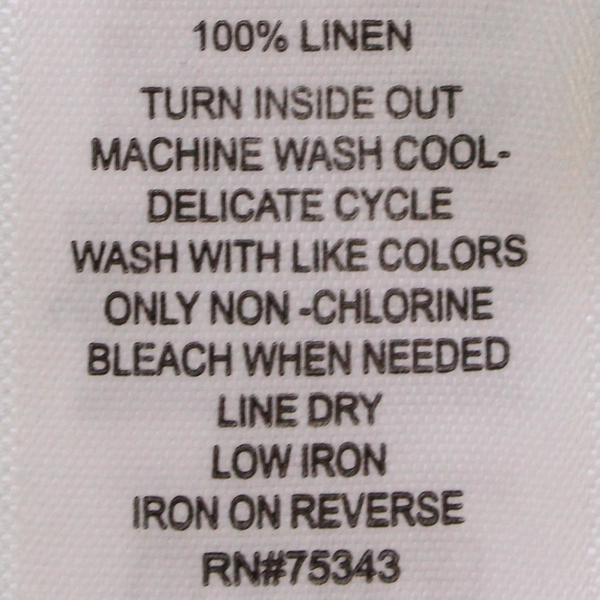 100% LINEN
TURN INSIDE OUT
MACHINE WASH COOL-
DELICATE CYCLE
WASH WITH LIKE COLORS
ONLY NON -CHLORINE
BLEACH WHEN NEEDED
LINE DRY
LOW IRON
IRON ON REVERSE
RN#75343